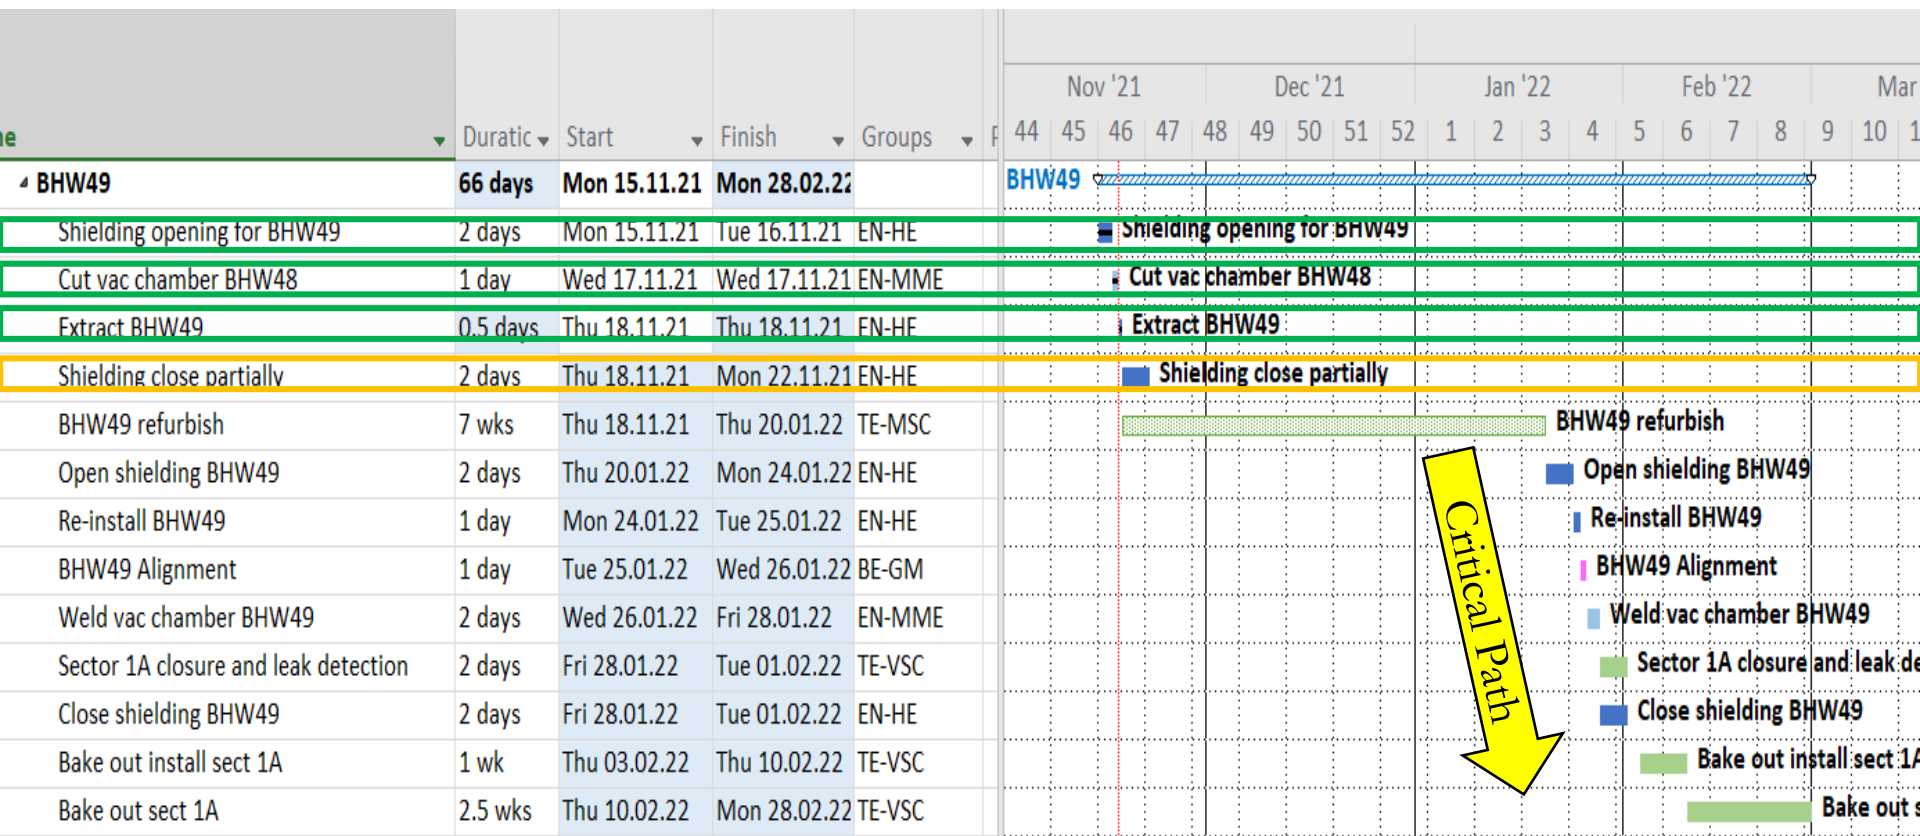 Nov '21 Dec '21 Jan '22 Feb '22 Mar
e Duratic Start Finish Groups 44 45 46 47 48 49 50 51 52 1 2 3 4 5 6 7 8 9 10 1
BHW49 66 days Mon 15.11.21 Mon 28.02.22 BHW49
Shielding opening for BHW49 2 days Mon 15.11.21 Tue 16.11.21 EN-HE Shielding opening for BHW49
Cut vac chamber BHW48 1 day Wed 17.11.21 Wed 17.11.21 EN-MME Cut vac chamber BHW48
Extract BHW49 0.5 days Thu 18.11.21 Thu 18.11.21 EN-HE Extract BHW49
Shielding close partially 2 days Thu 18.11.21 Mon 22.11.21 EN-HE Shielding close partially
BHW49 refurbish 7 wks Thu 18.11.21 Thu 20.01.22 TE-MSC BHW49 refurbish
Open shielding BHW49 2 days Thu 20.01.22 Mon 24.01.22 EN-HE Open shielding BHW49
Re-install BHW49 1 day Mon 24.01.22 Tue 25.01.22 EN-HE Re-install BHW49
BHW49 Alignment 1 day Tue 25.01.22 Wed 26.01.22 BE-GM BHW49 Alignment
Weld vac chamber BHW49 2 days Wed 26.01.22 Fri 28.01.22 EN-MME Weld vac chamber BHW49
Sector 1A closure and leak detection 2 days Fri 28.01.22 Tue 01.02.22 TE-VSC Sector 1A closure and leak de
Close shielding BHW49 2 days Fri 28.01.22 Tue 01.02.22 EN-HE Close shielding BHW49
Bake out install sect 1A 1 wk Thu 03.02.22 Thu 10.02.22 TE-VSC Bake out install sect 1A
Bake out sect 1A 2.5 wks Thu 10.02.22 Mon 28.02.22 TE-VSC Bake out s
Critical Path